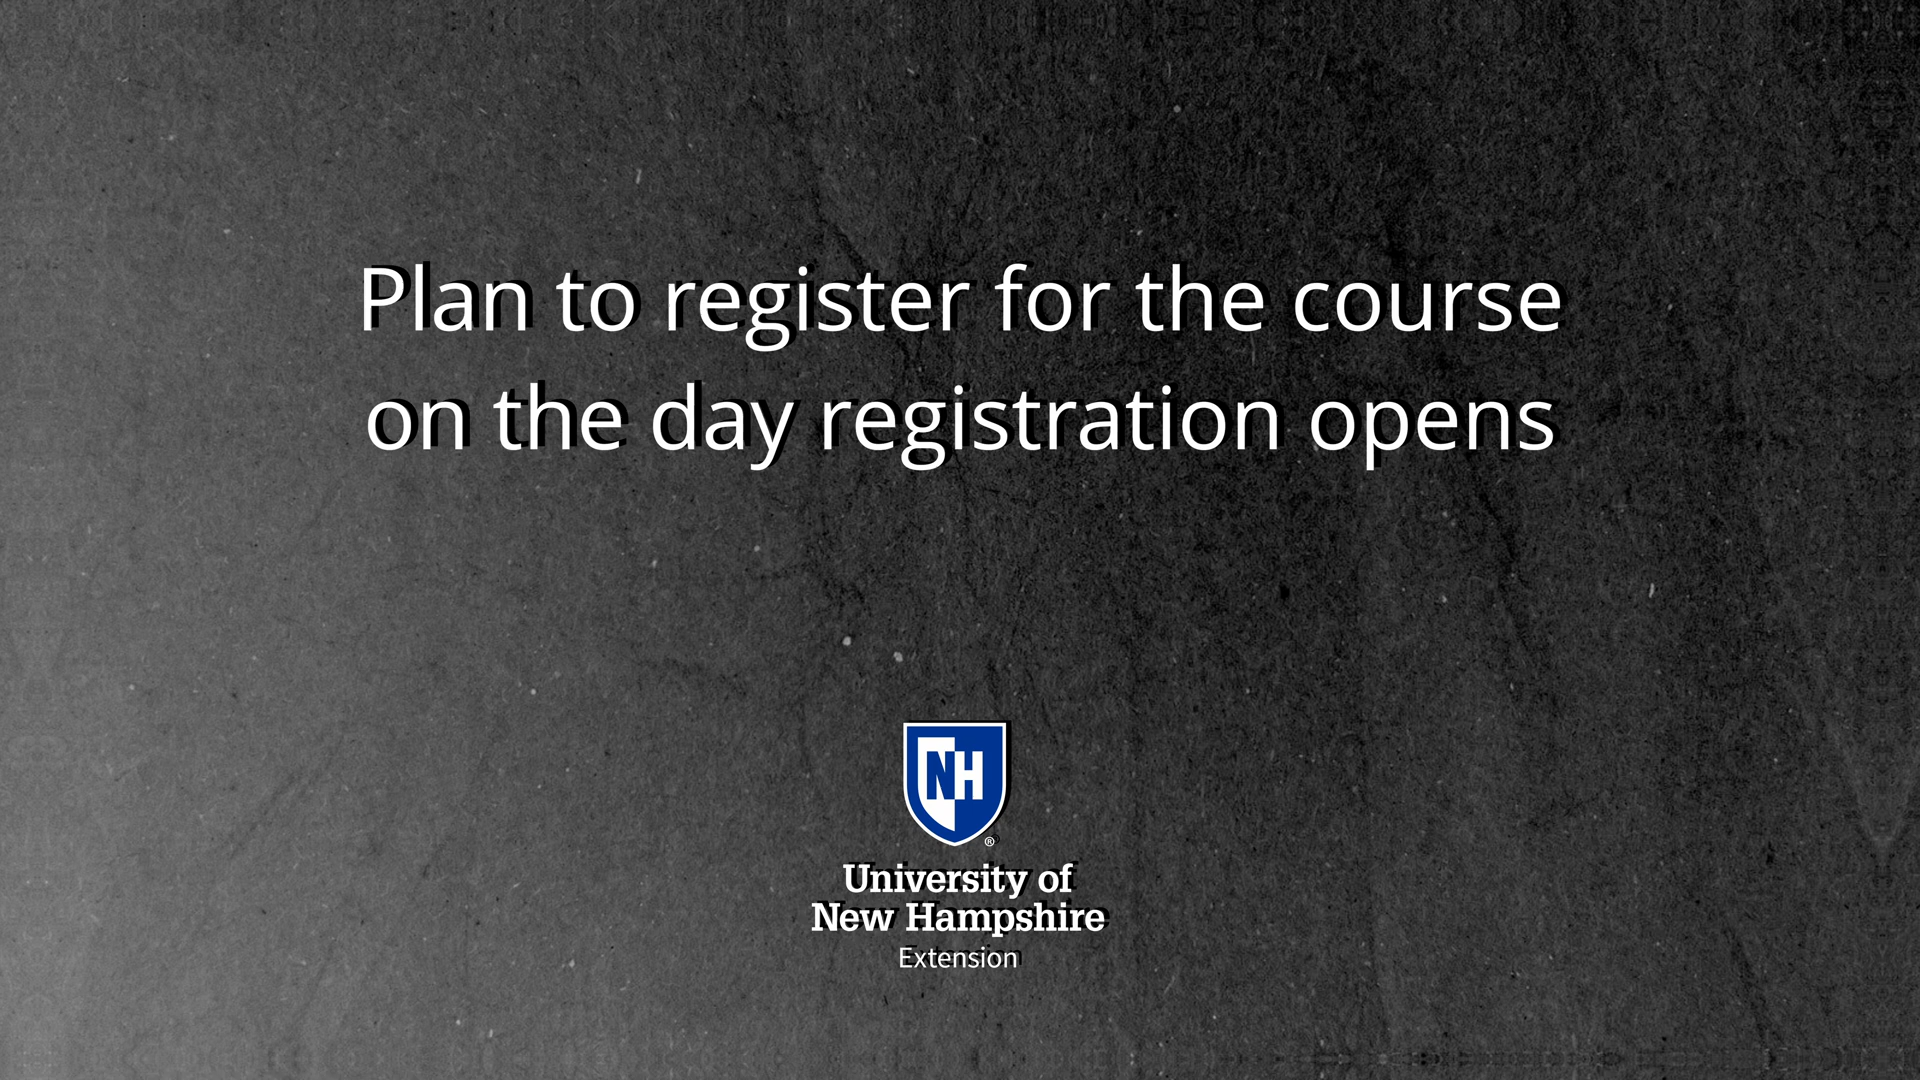 Plan to register for the course
on the day registration opens
NH
®
University of
New Hampshire
Extension